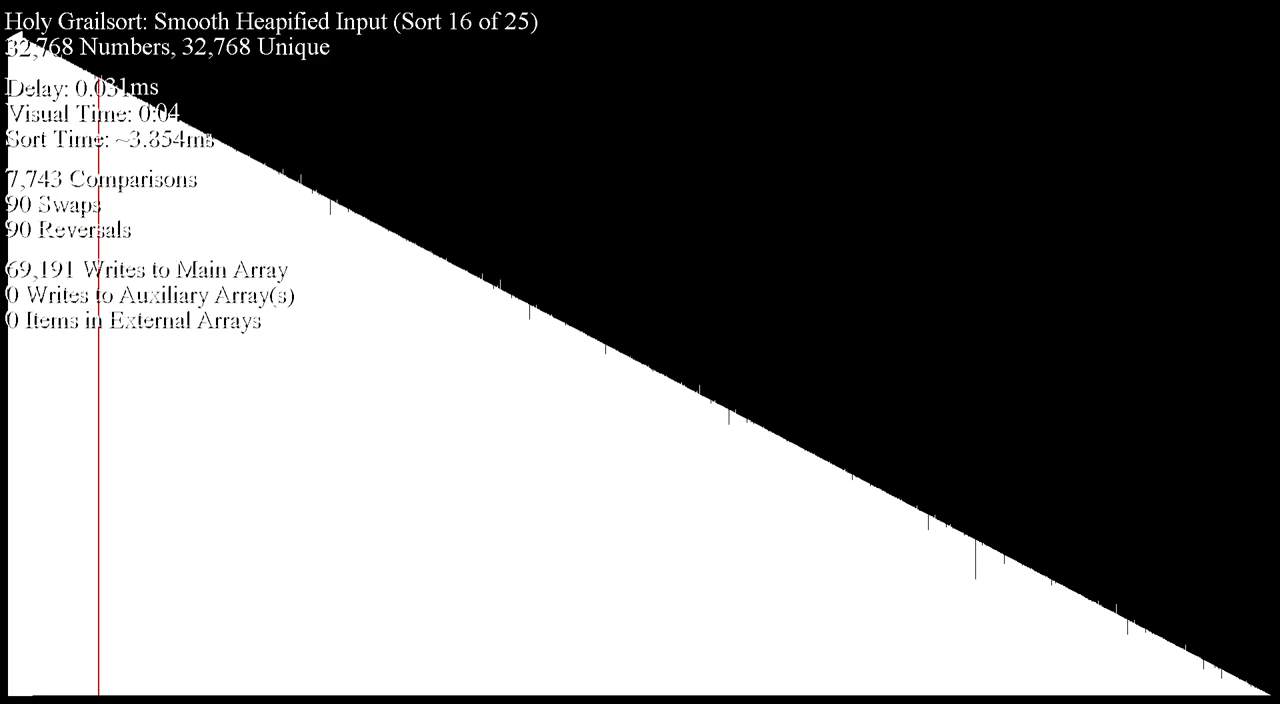 Holy Grailsort: Smooth Heapified Input (Sort 16 of 25)
32,768 Numbers, 32,768 Unique
Delay: 0.031ms
Visual Time: 0:04
Sort Time: ~3.854ms
7,743 Comparisons
90 Swaps
90 Reversals
69,191 Writes to Main Array
0 Writes to Auxiliary Array(s)
0 Items in External Arrays